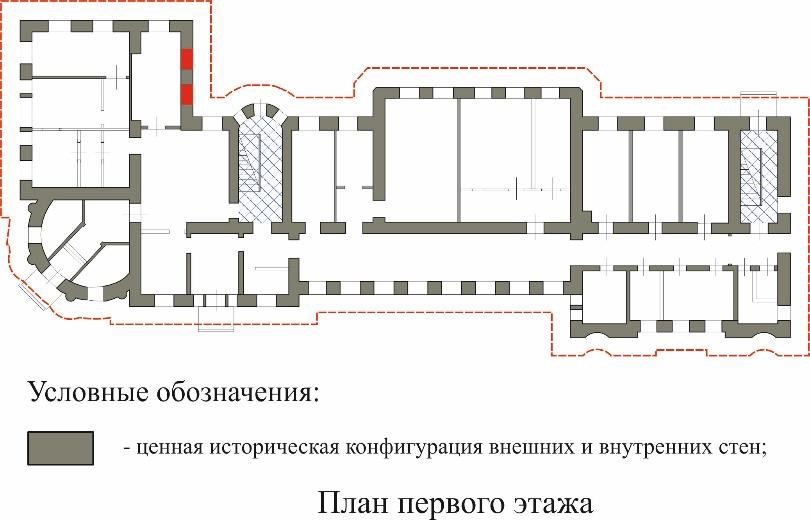 Условные обозначения:
- ценная историческая конфигурация внешних и внутренних стен;
План первого этажа